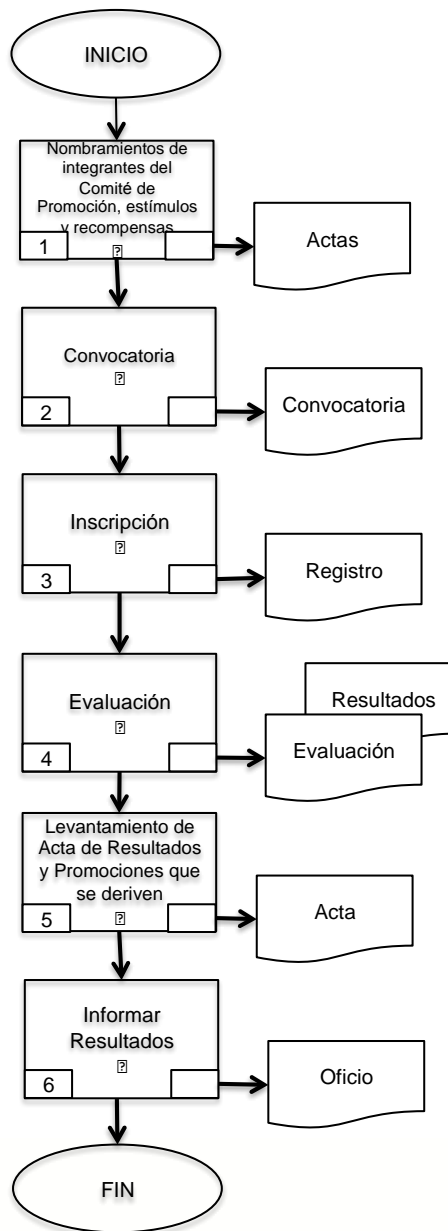 INICIO
Nombramientos de
integrantes del
Comité de
Promoción, estímulos
y recompensas
1
Actas
Convocatoria
2
Convocatoria
Inscripción
3
Registro
Evaluación
4
Resultados
Evaluación
Levantamiento de
Acta de Resultados
y Promociones que
se deriven
5
Acta
Informar
Resultados
6
Oficio
FIN